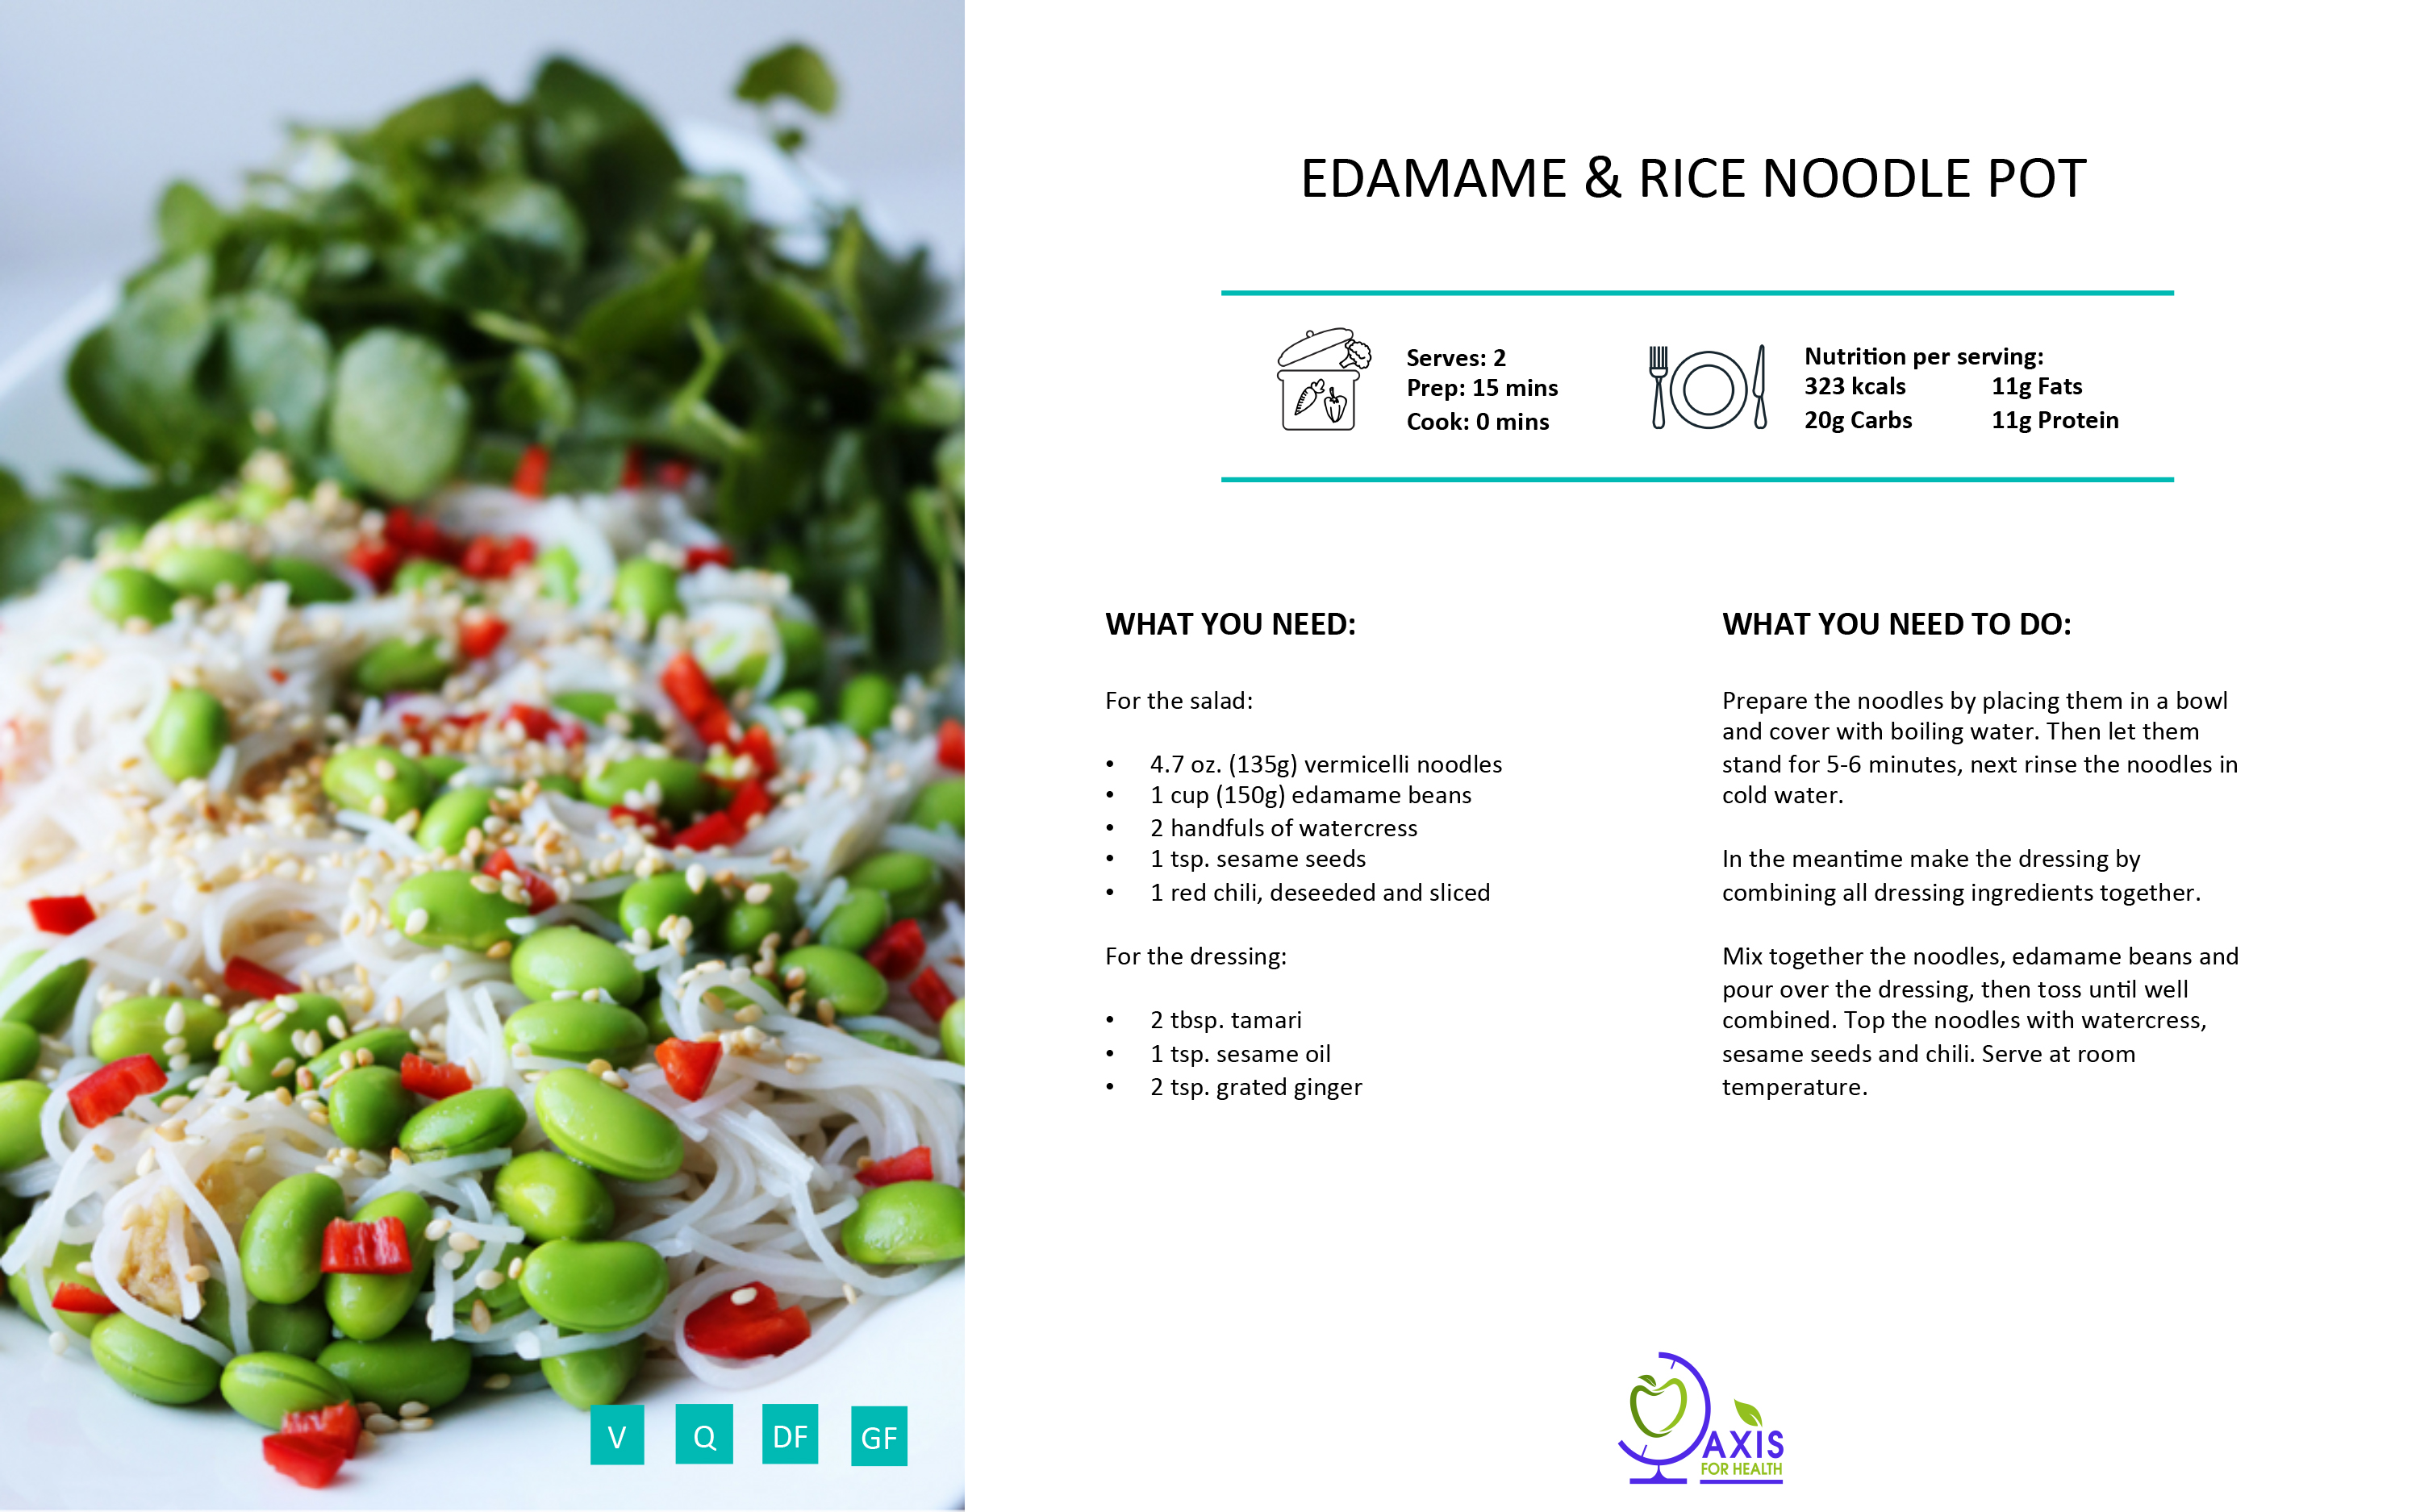 EDAMAME & RICE NOODLE POT
Serves: 2
Prep: 15 mins
Cook: 0 mins
Nutrition per serving:
323 kcals 11g Fats
20g Carbs 11g Protein
WHAT YOU NEED:
For the salad:
• 4.7 oz. (135g) vermicelli noodles
• 1 cup (150g) edamame beans
• 2 handfuls of watercress
• 1 tsp. sesame seeds
• 1 red chili, deseeded and sliced
For the dressing:
• 2 tbsp. tamari
• 1 tsp. sesame oil
• 2 tsp. grated ginger
WHAT YOU NEED TO DO:
Prepare the noodles by placing them in a bowl
and cover with boiling water. Then let them
stand for 5-6 minutes, next rinse the noodles in
cold water.
In the meantime make the dressing by
combining all dressing ingredients together.
Mix together the noodles, edamame beans and
pour over the dressing, then toss until well
combined. Top the noodles with watercress,
sesame seeds and chili. Serve at room
temperature.
V Q DF GF
AXIS
FOR HEALTH